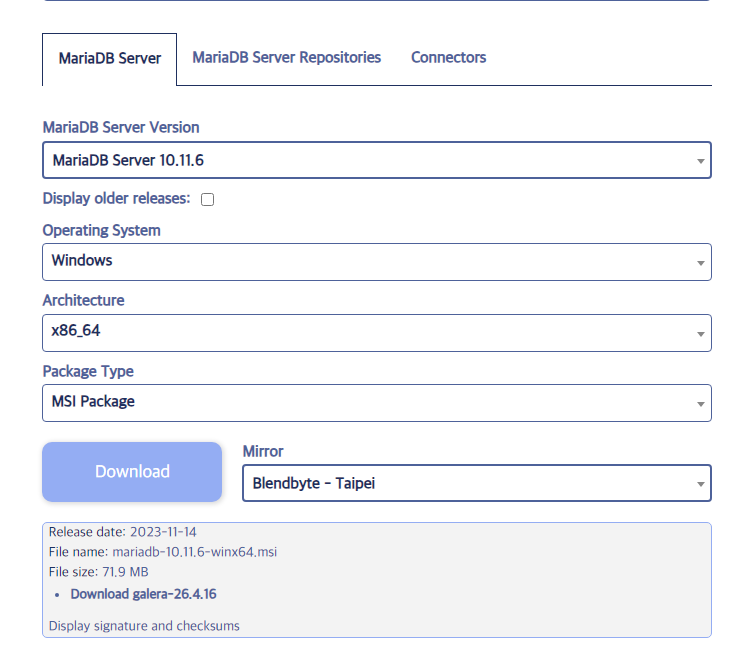 MariaDB Server
MariaDB Server Repositories
Connectors
MariaDB Server Version
MariaDB Server 10.11.6
Display older releases:
Operating System
Windows
Architecture
x86_64
Package Type
MSI Package
Download
Mirror
Blendbyte - Taipei
Release date: 2023-11-14
File name: mariadb-10.11.6-winx64.msi
File size: 71.9 MB
• Download galera-26.4.16
Display signature and checksums